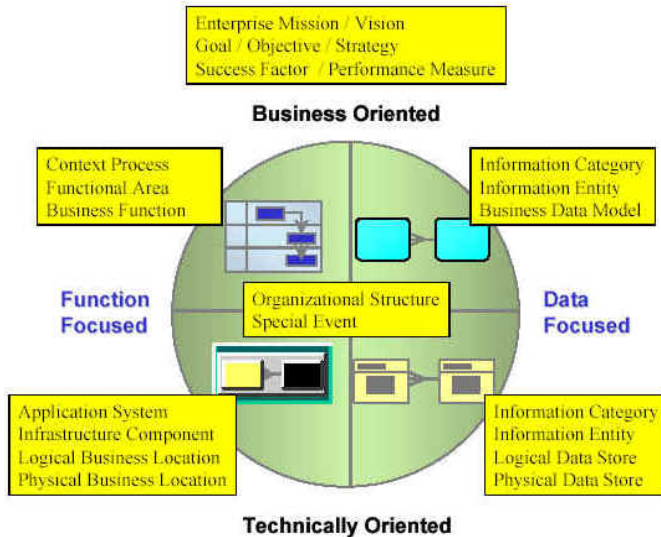 Enterprise Mission / Vision
Goal / Objective / Strategy
Success Factor / Performance Measure
Business Oriented
Context Process
Functional Area
Business Function
Information Category
Information Entity
Business Data Model
Function
Focused
Organizational Structure
Special Event
Data
Focused
Application System
Infrastructure Component
Logical Business Location
Physical Business Location
Information Category
Information Entity
Logical Data Store
Physical Data Store
Technically Oriented